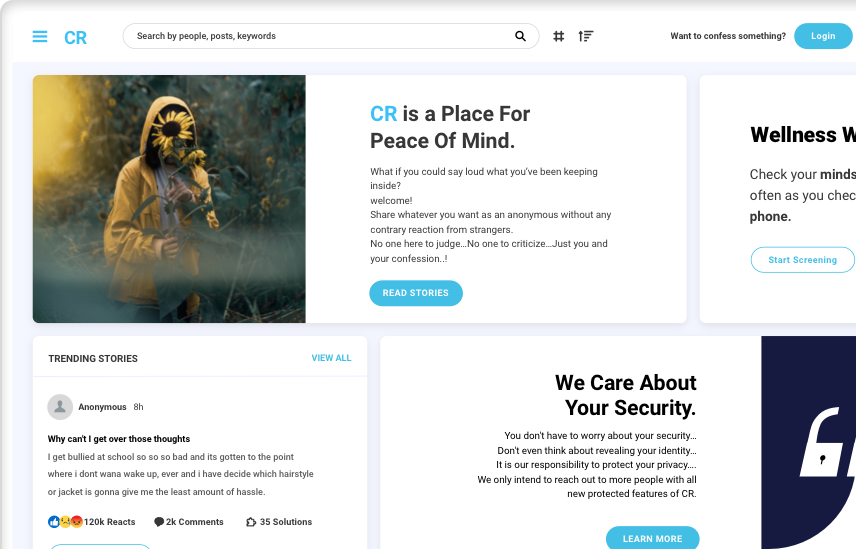 CR
Search by people, posts, keywords
Want to confess something?
Login
CR is a Place For
Peace Of Mind.
What if you could say loud what you've been keeping
inside?
welcome!
Share whatever you want as an anonymous without any
contrary reaction from strangers.
No one here to judge...No one to criticize...Just you and
your confession..!
READ STORIES
Wellness W
Check your minds
often as you chec
phone.
Start Screening
TRENDING STORIES
VIEW ALL
Anonymous 8h
Why can't I get over those thoughts
I get bullied at school so so so bad and its gotten to the point
where i dont wana wake up, ever and i have decide which hairstyle
or jacket is gonna give me the least amount of hassle.
120k Reacts
2k Comments
35 Solutions
We Care About
Your Security.
You don't have to worry about your security...
Don't even think about revealing your identity...
It is our responsibility to protect your privacy....
We only intend to reach out to more people with all
new protected features of CR.
LEARN MORE